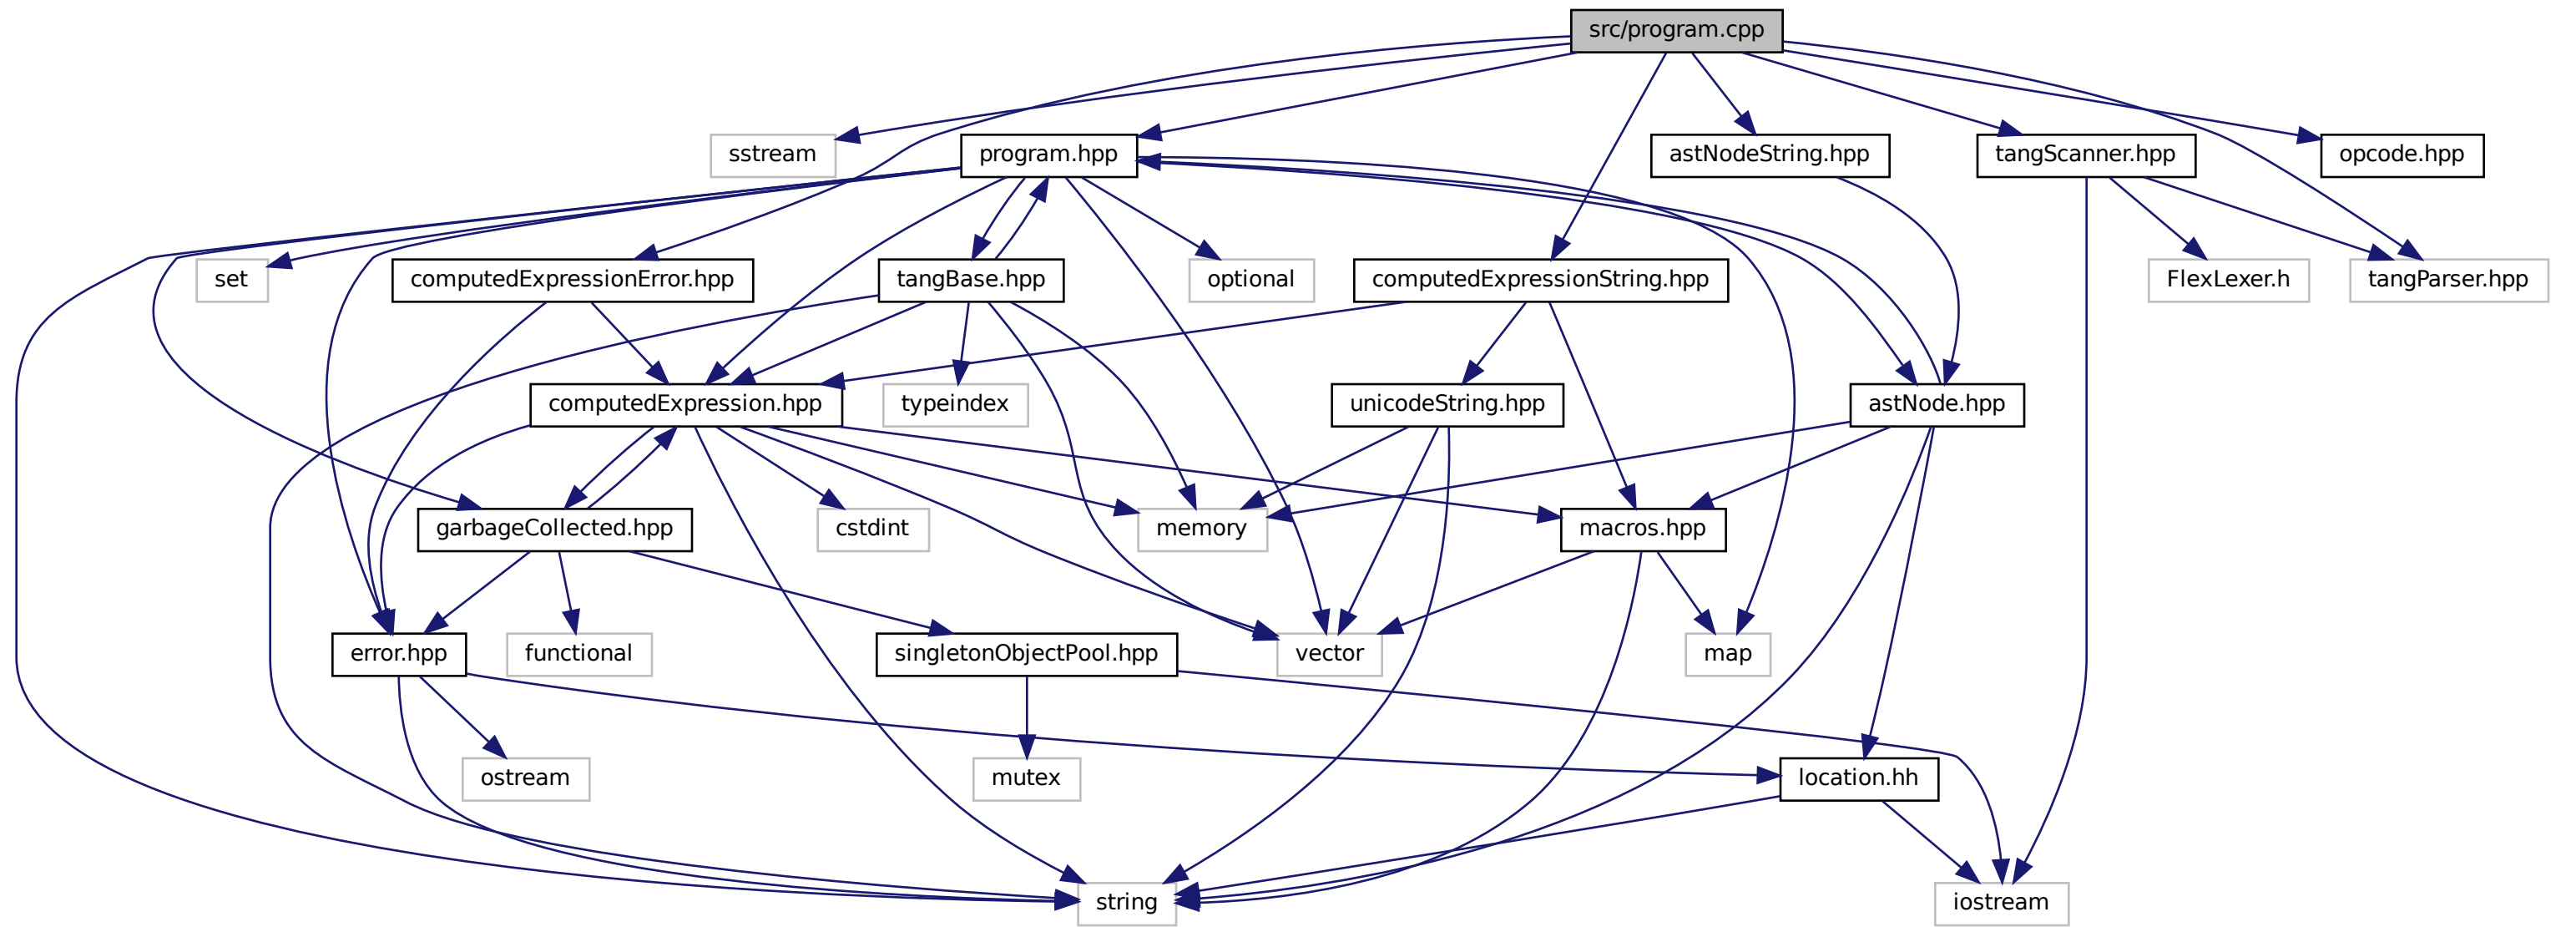 src/program.cpp
sstream
program.hpp
astNodeString.hpp
tangScanner.hpp
opcode.hpp
set
computedExpressionError.hpp
tangBase.hpp
optional
computedExpressionString.hpp
FlexLexer.h
tangParser.hpp
computedExpression.hpp
typeindex
unicodeString.hpp
astNode.hpp
garbageCollected.hpp
cstdint
memory
macros.hpp
error.hpp
functional
singletonObjectPool.hpp
vector
map
ostream
mutex
location.hh
string
iostream